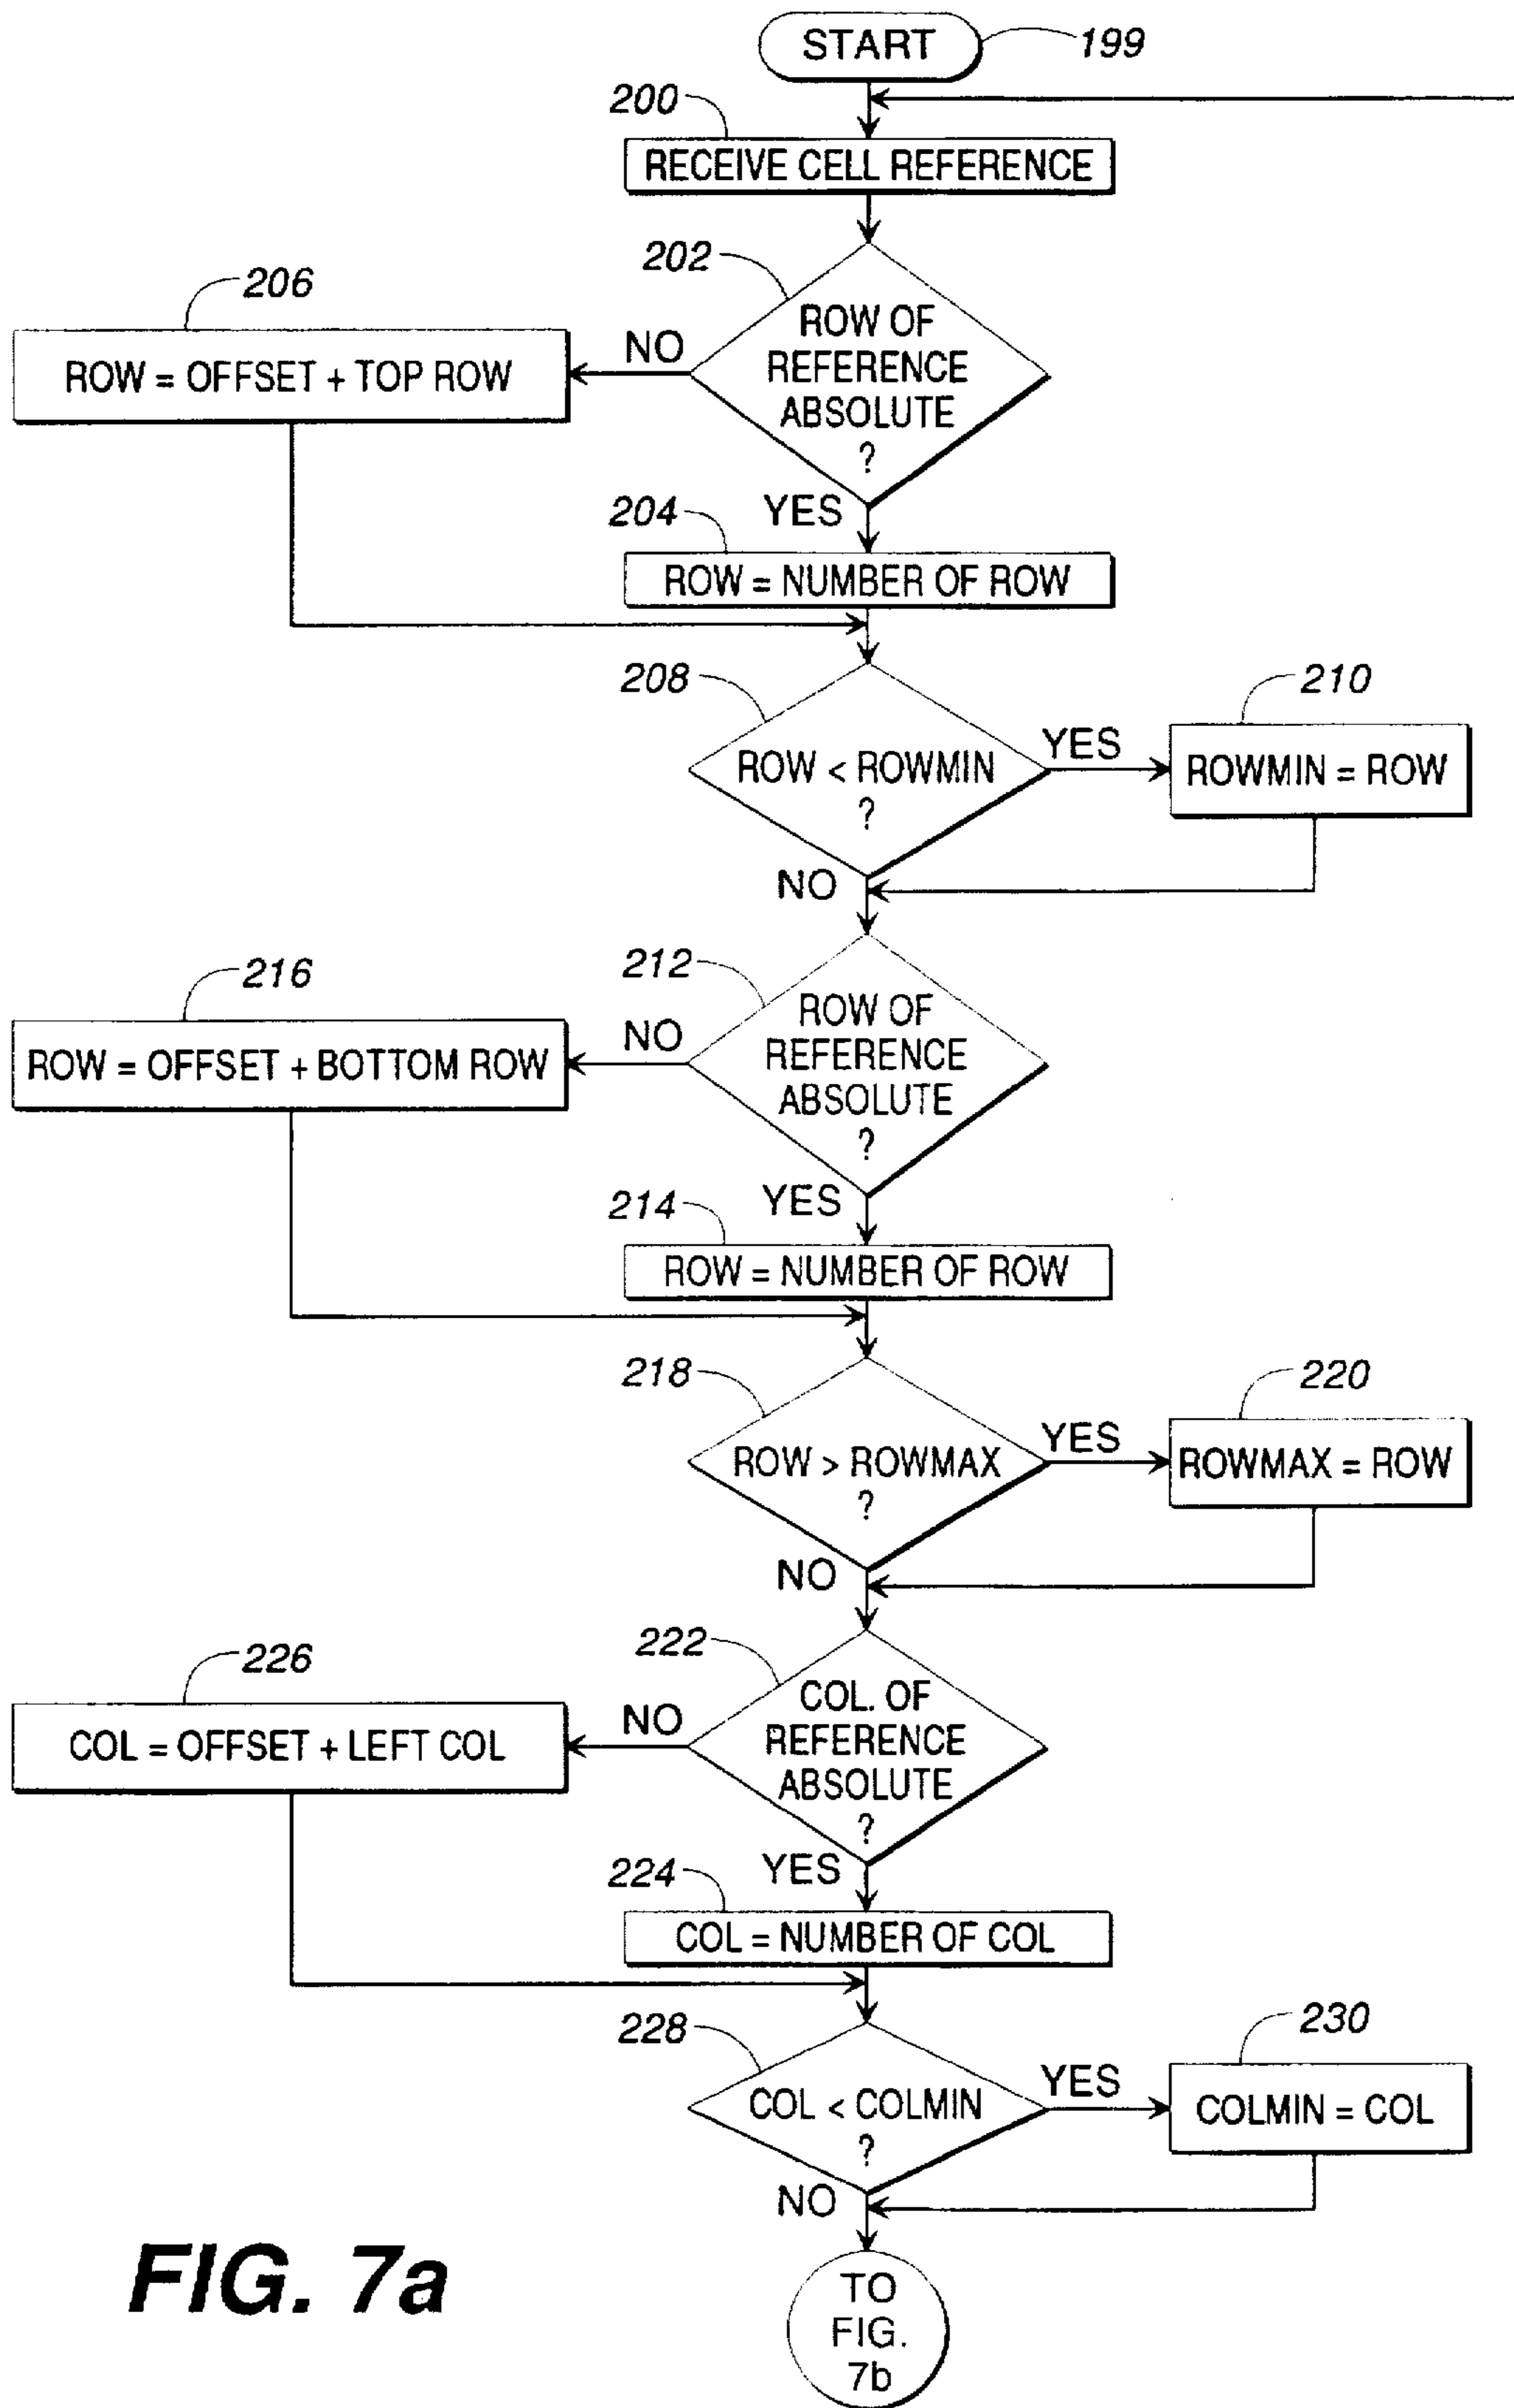 START
199
200
RECEIVE CELL REFERENCE
202
ROW OF
REFERENCE
ABSOLUTE
?
NO
206
ROW = OFFSET + TOP ROW
YES
204
ROW = NUMBER OF ROW
208
ROW < ROWMIN
?
YES
210
ROWMIN = ROW
NO
212
ROW OF
REFERENCE
ABSOLUTE
?
NO
216
ROW = OFFSET + BOTTOM ROW
YES
214
ROW = NUMBER OF ROW
218
ROW > ROWMAX
?
YES
220
ROWMAX = ROW
NO
222
COL. OF
REFERENCE
ABSOLUTE
?
NO
226
COL = OFFSET + LEFT COL
YES
224
COL = NUMBER OF COL
228
COL < COLMIN
?
YES
230
COLMIN = COL
NO
TO
FIG.
7b
FIG. 7a